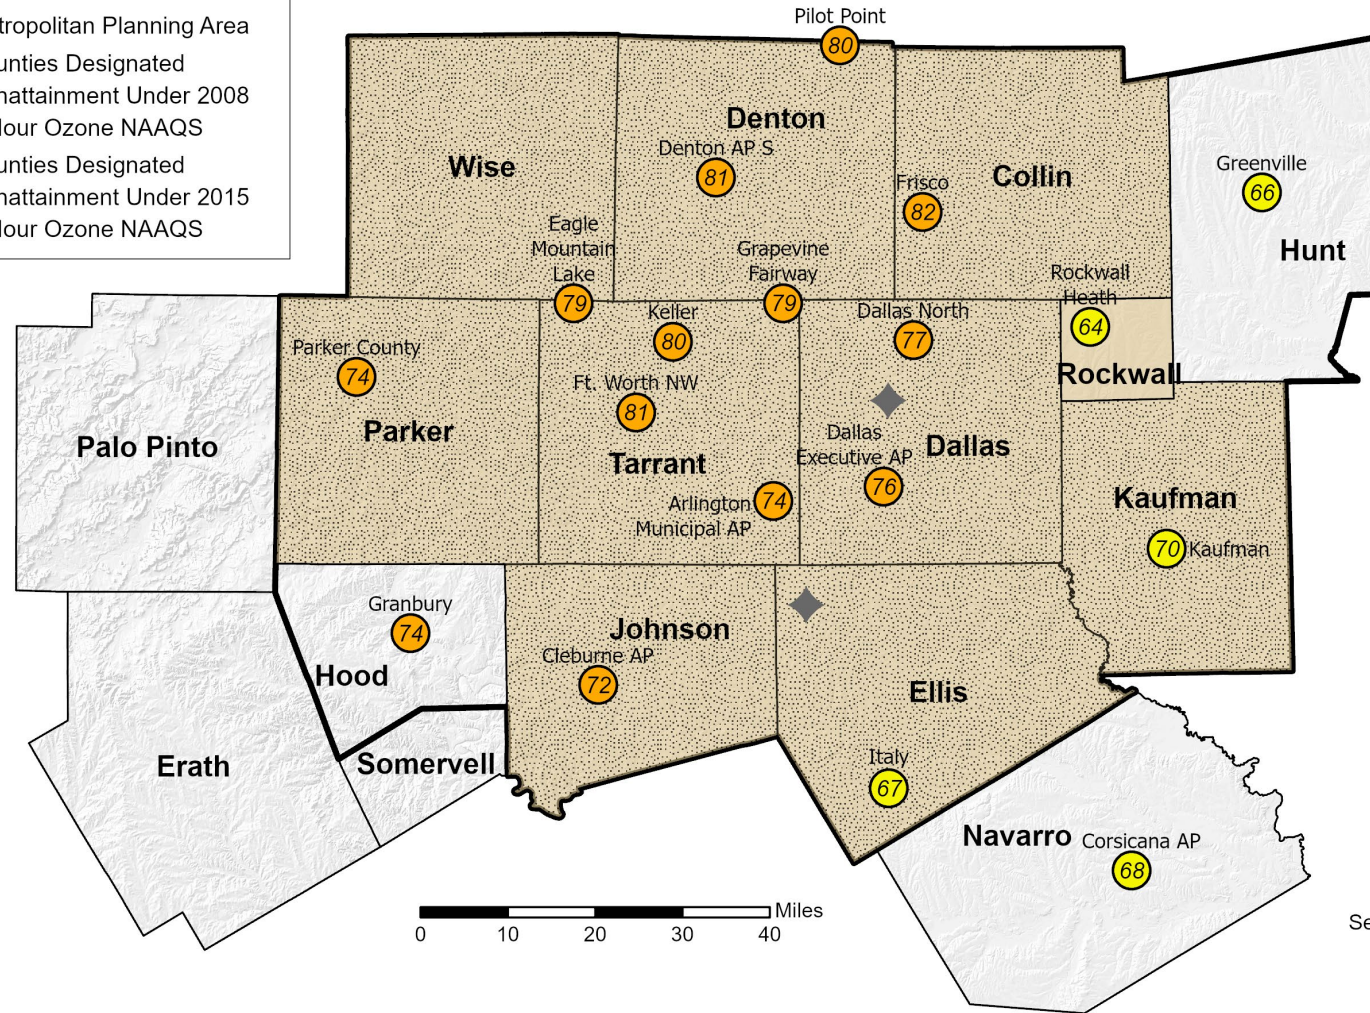 tropolitan Planning Area
unties Designated
nattainment Under 2008
Hour Ozone NAAQS
unties Designated
nattainment Under 2015
Hour Ozone NAAQS
Pilot Point
80
Denton
Denton AP S
81
Wise
Collin
Frisco
82
Greenville
66
Hunt
Eagle
Mountain
Lake
79
Grapevine
Fairway
79
Rockwall
Heath
64
Rockwall
Keller
80
Dallas North
77
Parker County
74
Parker
Ft. Worth NW
81
Tarrant
Palo Pinto
Dallas
Executive AP
76
Dallas
Arlington
Municipal AP
74
Kaufman
70
Kaufman
Granbury
74
Hood
Johnson
Cleburne AP
72
Ellis
Italy
67
Erath
Somervell
Navarro
Corsicana AP
68
Miles
0 10 20 30 40
Se